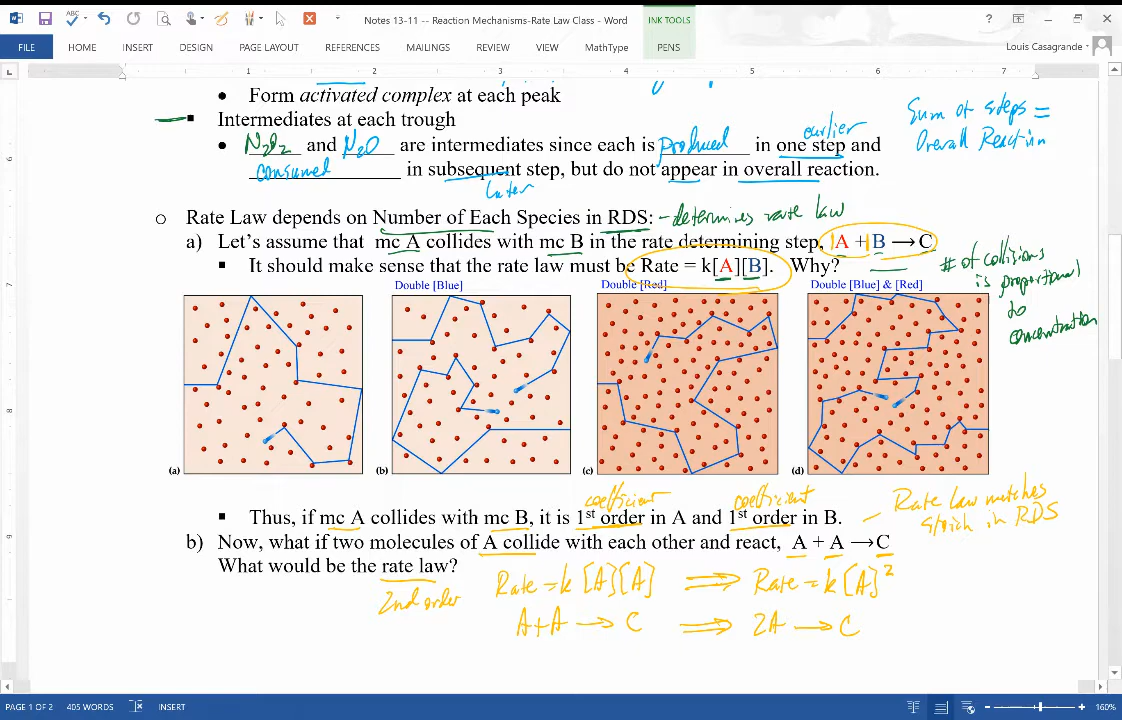 Notes 13-11 -- Reaction Mechanisms-Rate Law Class - Word
INK TOOLS
FILE HOME INSERT DESIGN PAGE LAYOUT REFERENCES MAILINGS REVIEW VIEW MathType PENS
Louis Casagrande
1 2 3 4 5 6 7
• Form activated complex at each peak
Sum of steps =
Overall Reaction
▪ Intermediates at each trough
earlier
• N2O2 and N2O are intermediates since each is produced in one step and
consumed in subsequent step, but do not appear in overall reaction.
later
o Rate Law depends on Number of Each Species in RDS: - determines rate law
a) Let's assume that mc A collides with mc B in the rate determining step, 1A + 1B → C
▪ It should make sense that the rate law must be Rate = k[A][B]. Why?
# of collisions
is proportional
to
concentration
Double [Blue] Double [Red] Double [Blue] & [Red]
(a) (b) (c) (d)
coefficient coefficient
▪ Thus, if mc A collides with mc B, it is 1st order in A and 1st order in B.
- Rate law matches
stoich in RDS
b) Now, what if two molecules of A collide with each other and react, A + A → C
What would be the rate law?
2nd order
Rate = k [A][A] ⇒ Rate = k [A]²
A+A → C ⇒ 2A → C
PAGE 1 OF 2 405 WORDS INSERT 160%